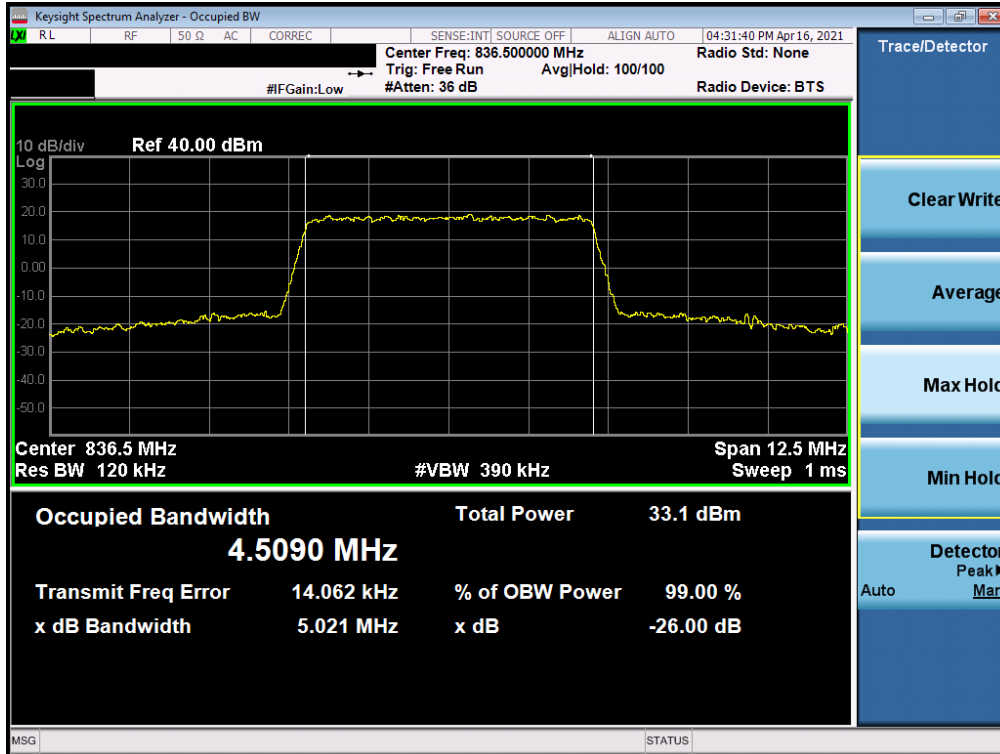 Keysight Spectrum Analyzer - Occupied BW
LXI RL RF 50 Ω AC CORREC SENSE:INT SOURCE OFF ALIGN AUTO 04:31:40 PM Apr 16, 2021
Center Freq: 836.500000 MHz Radio Std: None
Trig: Free Run Avg|Hold: 100/100
#IFGain:Low #Atten: 36 dB Radio Device: BTS
10 dB/div Ref 40.00 dBm
Log
30.0
20.0
10.0
0.00
-10.0
-20.0
-30.0
-40.0
-50.0
Center 836.5 MHz Span 12.5 MHz
Res BW 120 kHz #VBW 390 kHz Sweep 1 ms
Occupied Bandwidth Total Power 33.1 dBm
4.5090 MHz
Transmit Freq Error 14.062 kHz % of OBW Power 99.00 %
x dB Bandwidth 5.021 MHz x dB -26.00 dB
MSG STATUS
Trace/Detector
Clear Write
Average
Max Hold
Min Hold
Detector
Peak
Auto Man